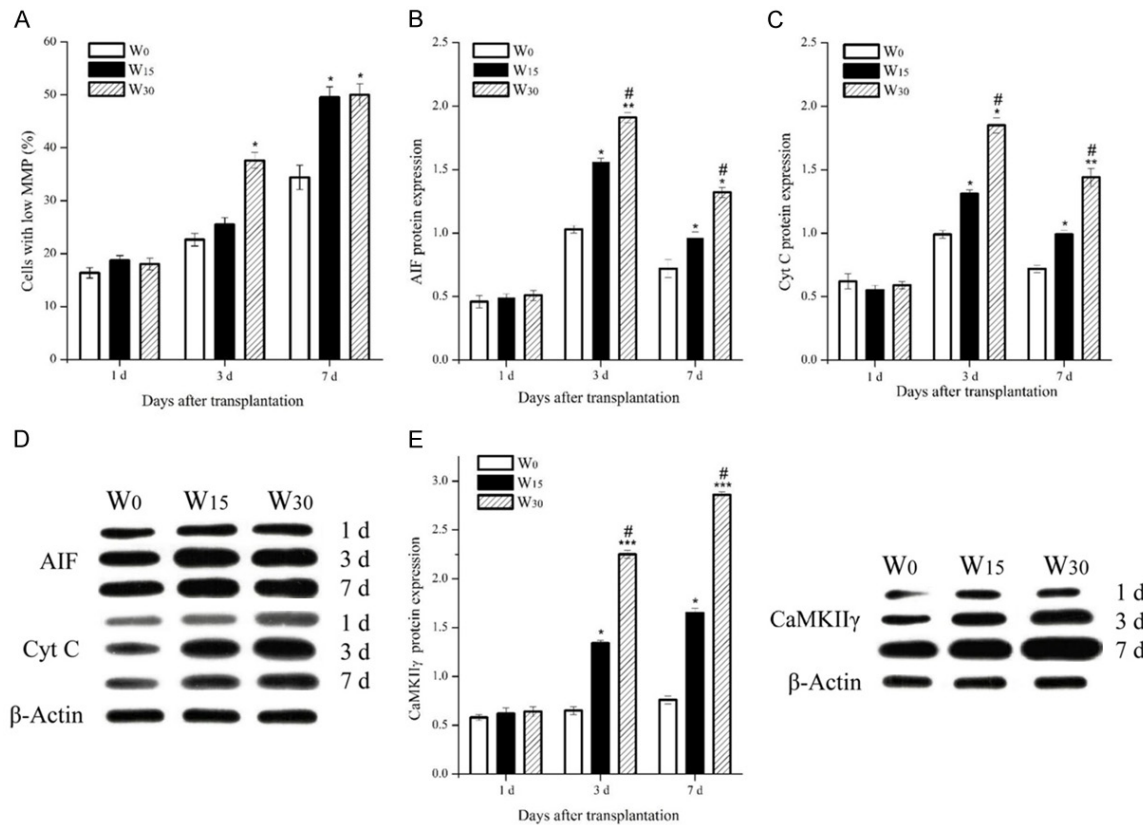 A
W0
W15
W30
Cells with low MMP (%)
60
50
40
30
20
10
0
*
*
*
1 d
3 d
7 d
Days after transplantation
B
W0
W15
W30
AIF protein expression
2.5
2.0
1.5
1.0
0.5
0.0
*
#
**
*
#
*
1 d
3 d
7 d
Days after transplantation
C
W0
W15
W30
Cyt C protein expression
2.5
2.0
1.5
1.0
0.5
0.0
*
#
*
*
#
**
1 d
3 d
7 d
Days after transplantation
D
W0 W15 W30
AIF
1 d
3 d
7 d
Cyt C
1 d
3 d
7 d
β-Actin
E
W0
W15
W30
CaMKIIγ protein expression
3.0
2.5
2.0
1.5
1.0
0.5
0.0
*
#
***
*
#
***
1 d
3 d
7 d
Days after transplantation
W0 W15 W30
CaMKIIγ
1 d
3 d
7 d
β-Actin